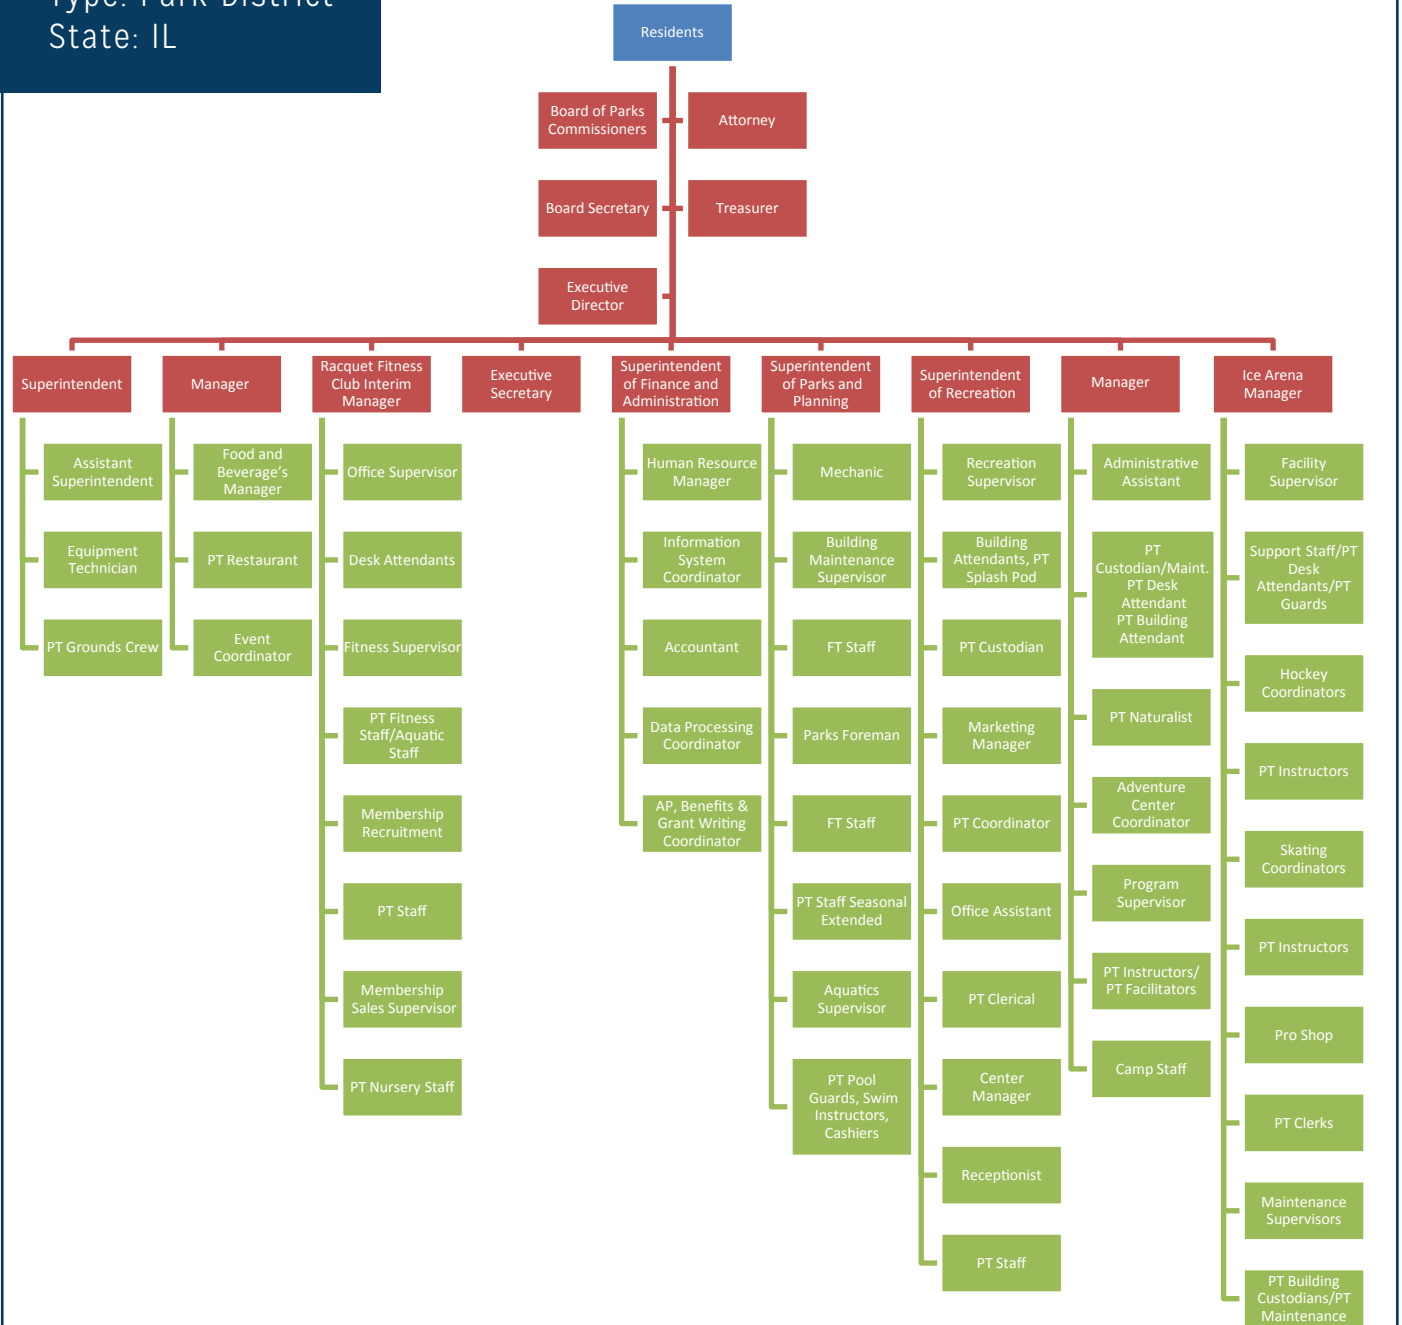 Type: Park District
State: IL
Residents
Board of Parks
Commissioners
Attorney
Board Secretary
Treasurer
Executive
Director
Superintendent
Manager
Racquet Fitness
Club Interim
Manager
Executive
Secretary
Superintendent
of Finance and
Administration
Superintendent
of Parks and
Planning
Superintendent
of Recreation
Manager
Ice Arena
Manager
Assistant
Superintendent
Equipment
Technician
PT Grounds Crew
Food and
Beverage's
Manager
PT Restaurant
Event
Coordinator
Office Supervisor
Desk Attendants
Fitness Supervisor
PT Fitness
Staff/Aquatic
Staff
Membership
Recruitment
PT Staff
Membership
Sales Supervisor
PT Nursery Staff
Human Resource
Manager
Information
System
Coordinator
Accountant
Data Processing
Coordinator
AP, Benefits &
Grant Writing
Coordinator
Mechanic
Building
Maintenance
Supervisor
FT Staff
Parks Foreman
FT Staff
PT Staff Seasonal
Extended
Aquatics
Supervisor
PT Pool
Guards, Swim
Instructors,
Cashiers
Recreation
Supervisor
Building
Attendants, PT
Splash Pod
PT Custodian
Marketing
Manager
PT Coordinator
Office Assistant
PT Clerical
Center
Manager
Receptionist
PT Staff
Administrative
Assistant
PT
Custodian/Maint.
PT Desk
Attendant
PT Building
Attendant
PT Naturalist
Adventure
Center
Coordinator
Program
Supervisor
PT Instructors/
PT Facilitators
Camp Staff
Facility
Supervisor
Support Staff/PT
Desk
Attendants/PT
Guards
Hockey
Coordinators
PT Instructors
Skating
Coordinators
PT Instructors
Pro Shop
PT Clerks
Maintenance
Supervisors
PT Building
Custodians/PT
Maintenance